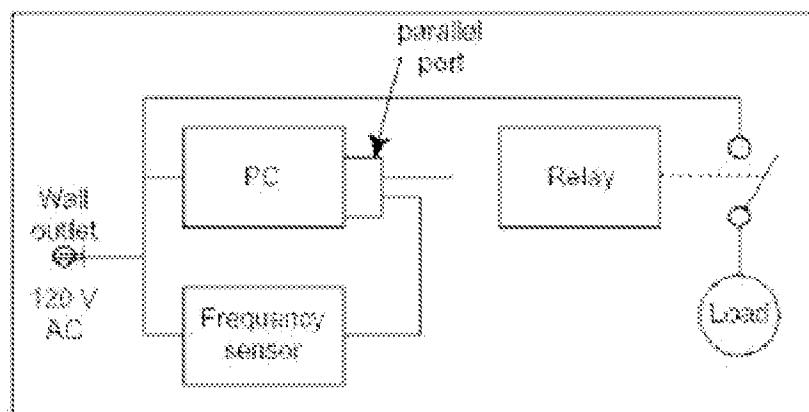 parallel
port
PC
Relay
Wall
outlet
120 V
AC
Frequency
sensor
Load